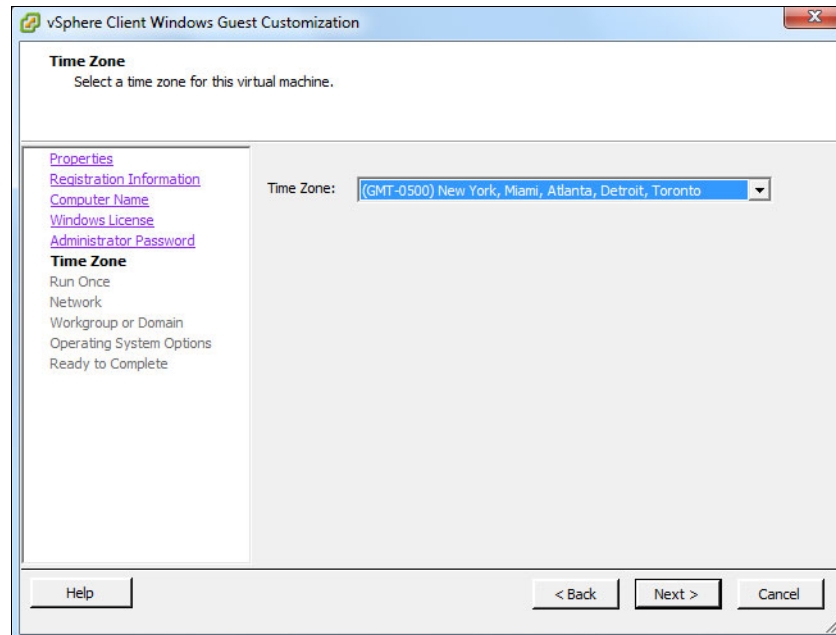 vSphere Client Windows Guest Customization
Time Zone
Select a time zone for this virtual machine.
Properties
Registration Information
Computer Name
Windows License
Administrator Password
Time Zone
Run Once
Network
Workgroup or Domain
Operating System Options
Ready to Complete
Time Zone: (GMT-0500) New York, Miami, Atlanta, Detroit, Toronto
Help < Back Next > Cancel